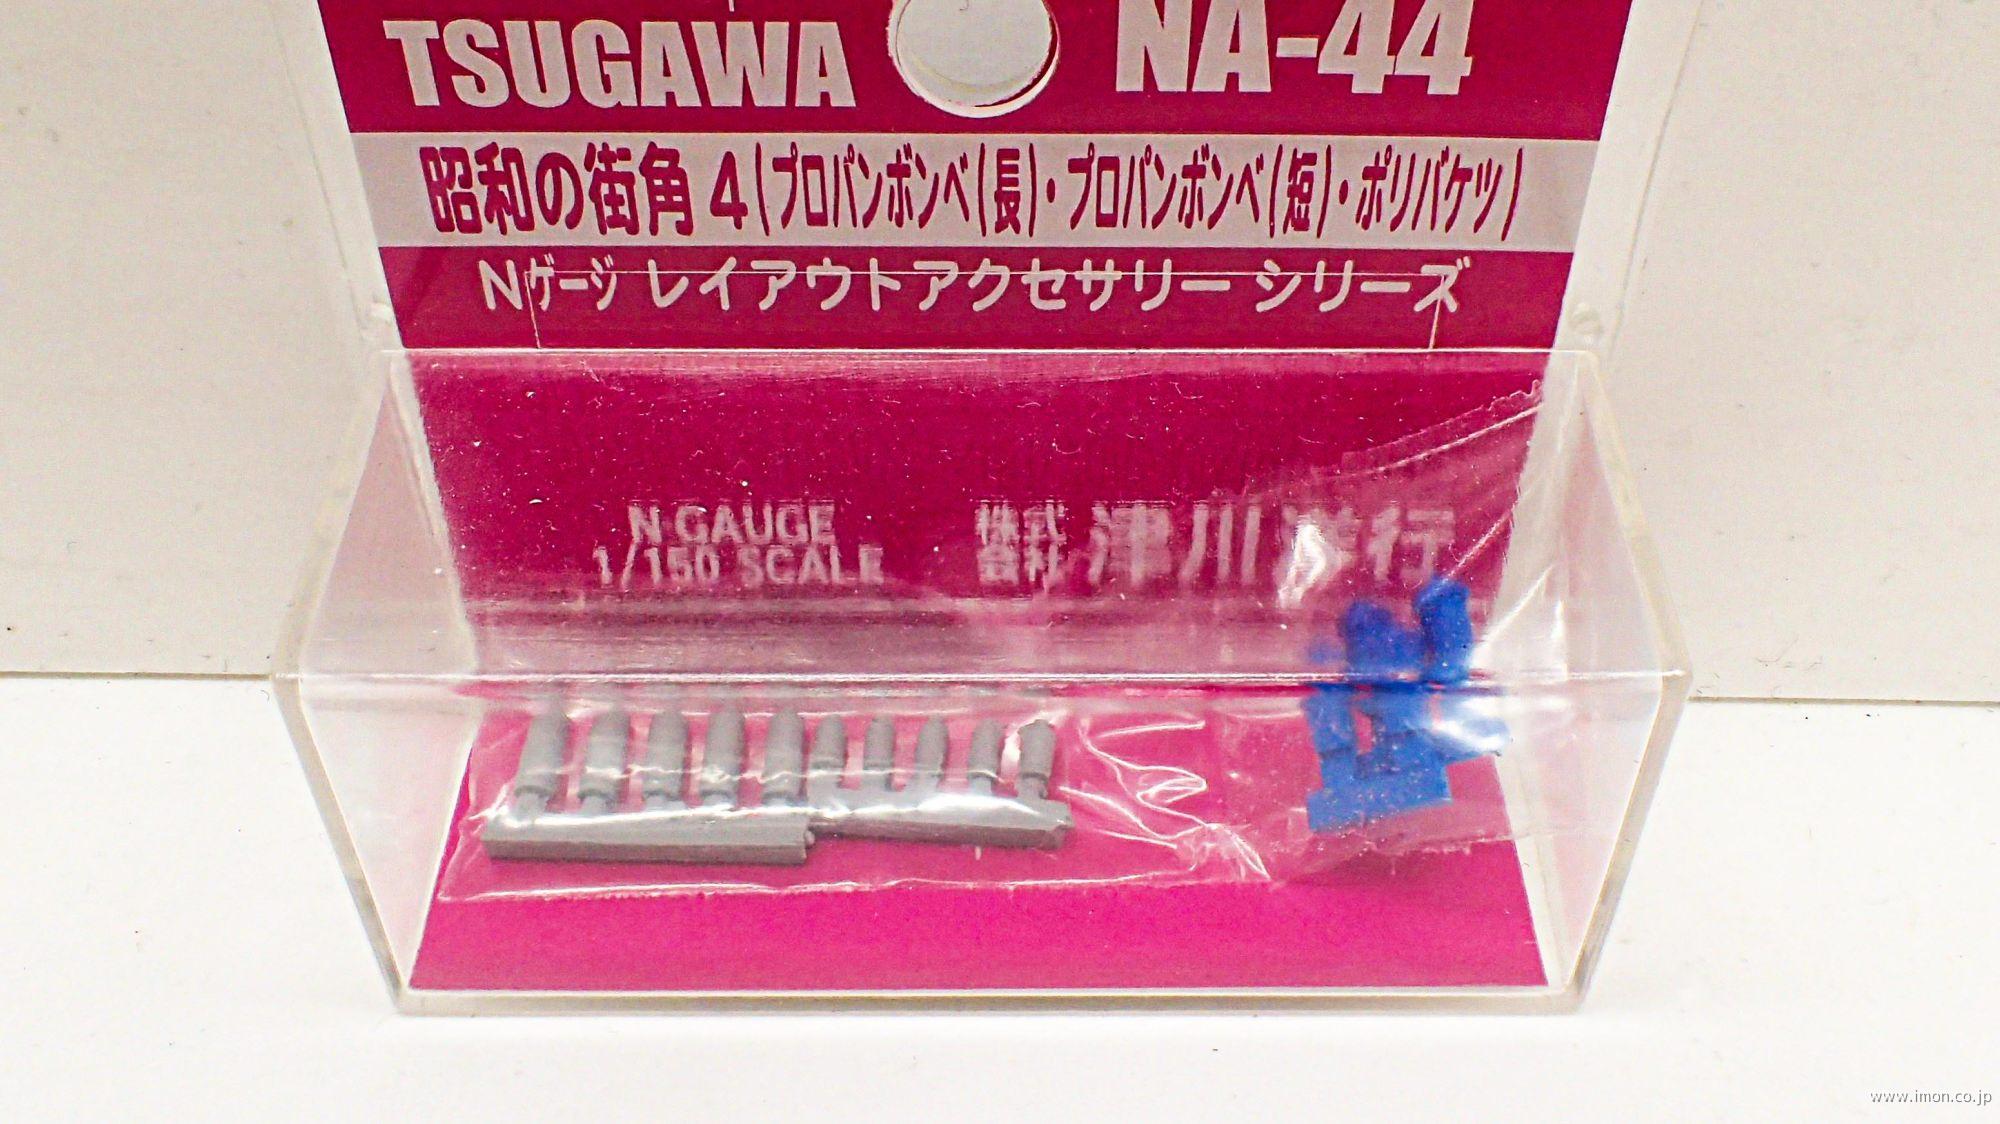 TSUGAWA NA-44
昭和の街角 4(プロパンボンベ(長)・プロパンボンベ(短)・ポリバケツ)
Nゲージ レイアウトアクセサリー シリーズ
N GAUGE
1/150 SCALE
株式会社 津川洋行
www.imon.co.jp